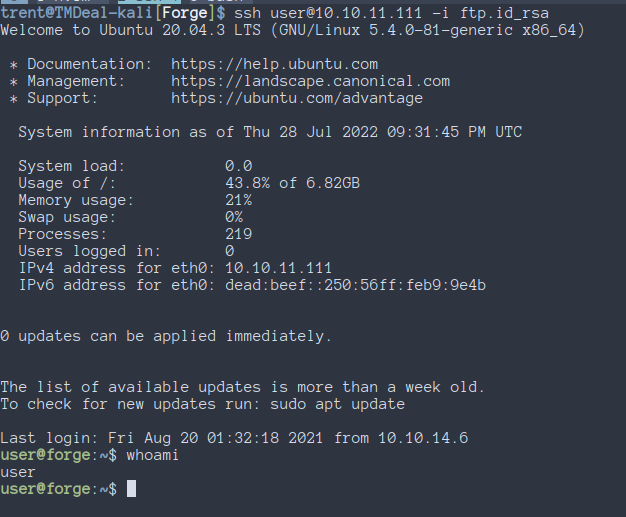 trent@TMDeal-kali[Forge]$ ssh user@10.10.11.111 -i ftp.id_rsa
Welcome to Ubuntu 20.04.3 LTS (GNU/Linux 5.4.0-81-generic x86_64)
* Documentation:  https://help.ubuntu.com
* Management:     https://landscape.canonical.com
* Support:        https://ubuntu.com/advantage
System information as of Thu 28 Jul 2022 09:31:45 PM UTC
System load:           0.0
Usage of /:            43.8% of 6.82GB
Memory usage:          21%
Swap usage:            0%
Processes:             219
Users logged in:       0
IPv4 address for eth0: 10.10.11.111
IPv6 address for eth0: dead:beef::250:56ff:feb9:9e4b
0 updates can be applied immediately.
The list of available updates is more than a week old.
To check for new updates run: sudo apt update
Last login: Fri Aug 20 01:32:18 2021 from 10.10.14.6
user@forge:~$ whoami
user
user@forge:~$